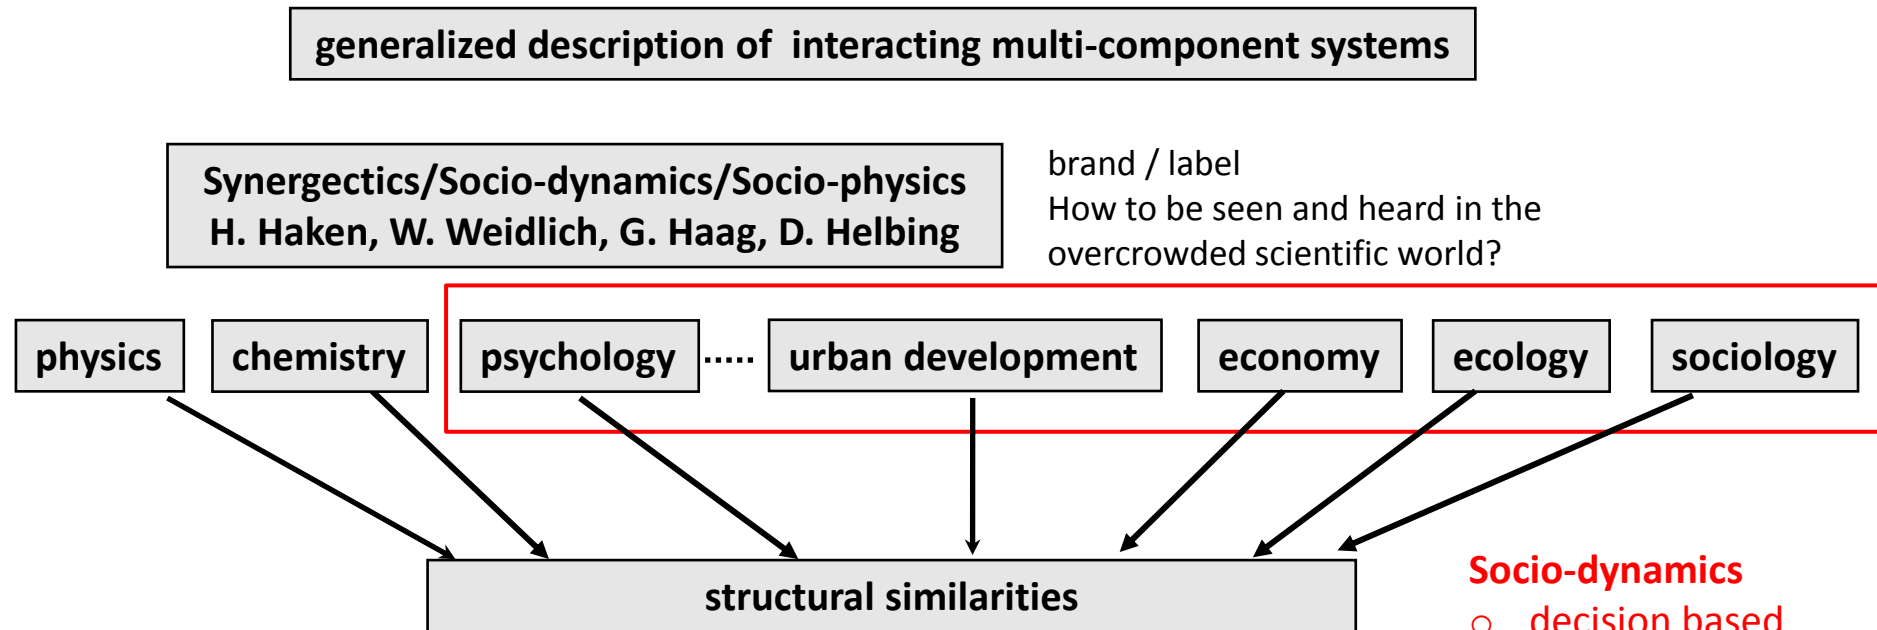 generalized description of interacting multi-component systems
Synergectics/Socio-dynamics/Socio-physics
H. Haken, W. Weidlich, G. Haag, D. Helbing
brand / label
How to be seen and heard in the
overcrowded scientific world?
physics chemistry psychology ..... urban development economy ecology sociology
structural similarities
Socio-dynamics
○ decision based